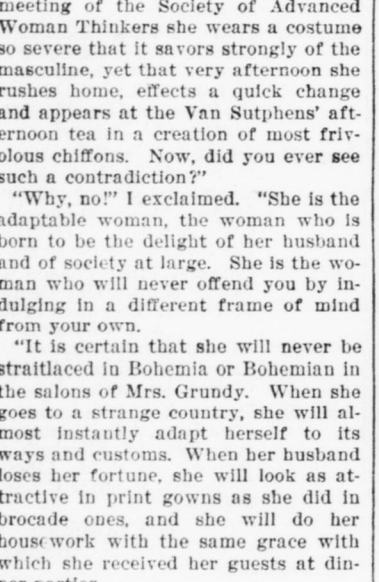 meeting of the Society of Advanced
Woman Thinkers she wears a costume
so severe that it savors strongly of the
masculine, yet that very afternoon she
rushes home, effects a quick change
and appears at the Van Sutphens' aft-
ernoon tea in a creation of most friv-
olous chiffons. Now, did you ever see
such a contradiction?"
"Why, no!" I exclaimed. "She is the
adaptable woman, the woman who is
born to be the delight of her husband
and of society at large. She is the wo-
man who will never offend you by in-
dulging in a different frame of mind
from your own.
"It is certain that she will never be
straitlaced in Bohemia or Bohemian in
the salons of Mrs. Grundy. When she
goes to a strange country, she will al-
most instantly adapt herself to its
ways and customs. When her husband
loses her fortune, she will look as at-
tractive in print gowns as she did in
brocade ones, and she will do her
housework with the same grace with
which she received her guests at din-
ner parties